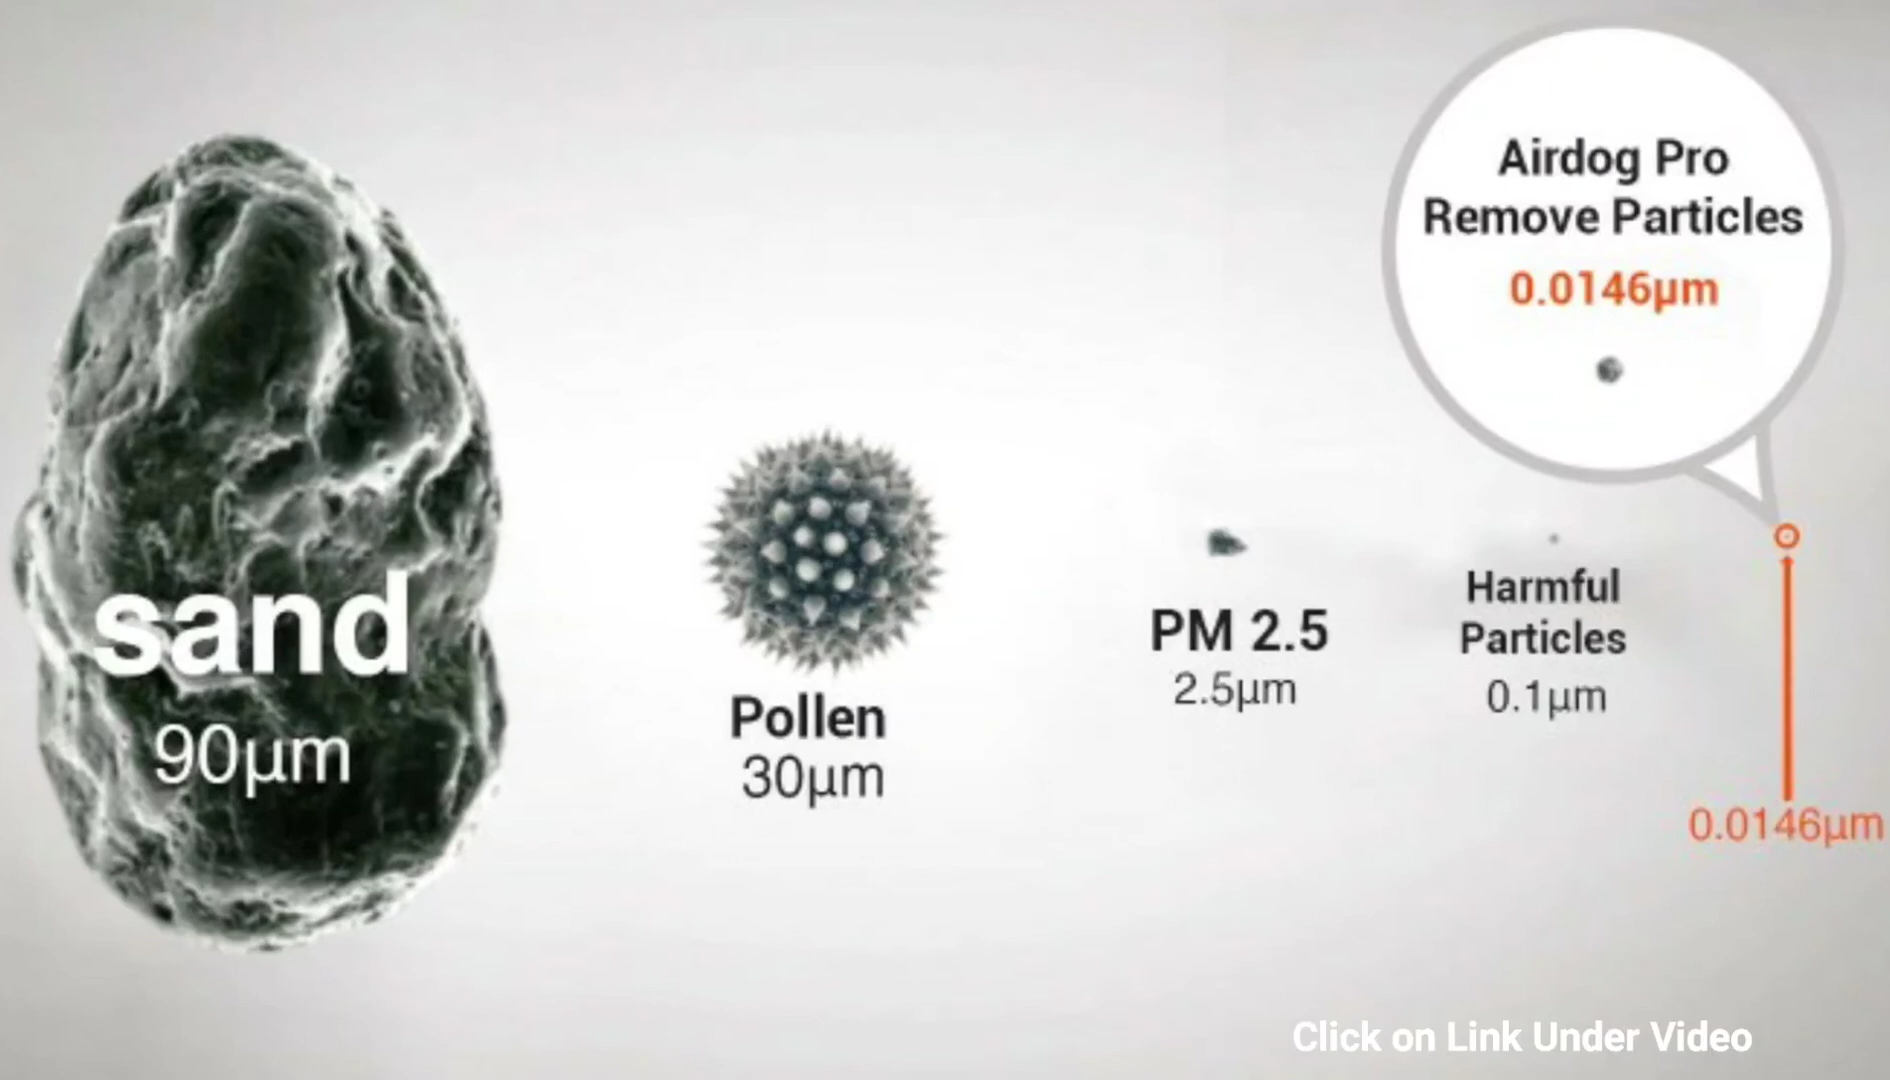 sand
90μm
Pollen
30μm
PM 2.5
2.5μm
Harmful
Particles
0.1μm
Airdog Pro
Remove Particles
0.0146μm
0.0146μm
Click on Link Under Video